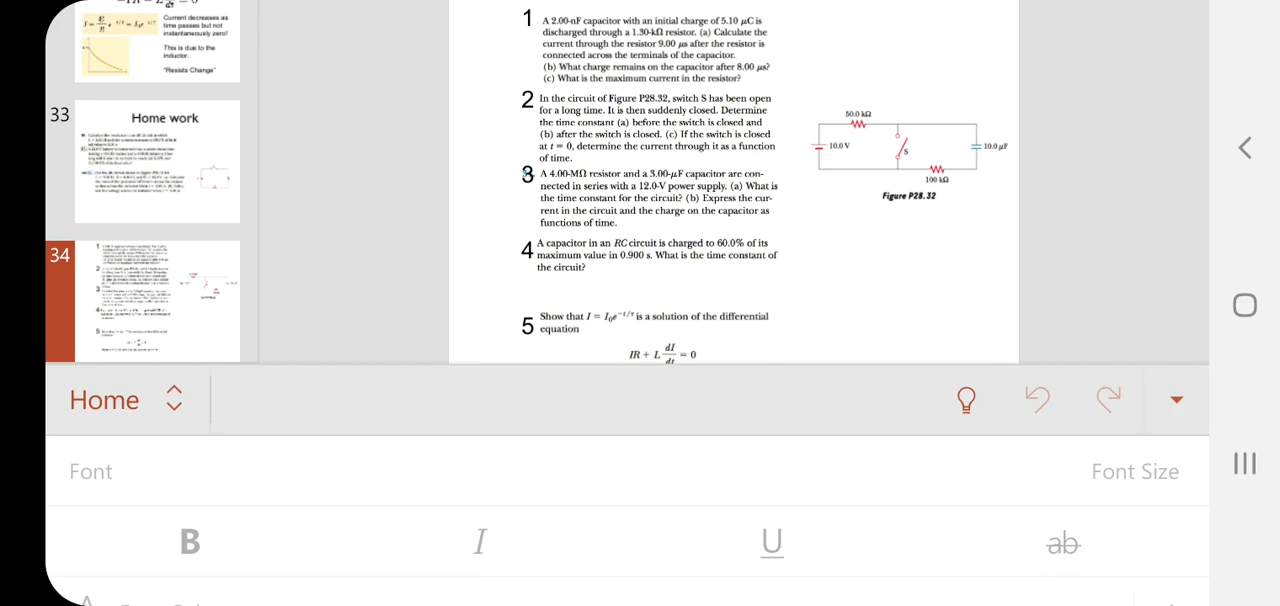 Current decreases as
time passes but not
instantaneously zero!
This is due to the
inductor.
"Resists Change"
33
Home work
34
1 A 2.00-nF capacitor with an initial charge of 5.10 μC is
discharged through a 1.30-kΩ resistor. (a) Calculate the
current through the resistor 9.00 μs after the resistor is
connected across the terminals of the capacitor.
(b) What charge remains on the capacitor after 8.00 μs?
(c) What is the maximum current in the resistor?
2 In the circuit of Figure P28.32, switch S has been open
for a long time. It is then suddenly closed. Determine
the time constant (a) before the switch is closed and
(b) after the switch is closed. (c) If the switch is closed
at t = 0, determine the current through it as a function
of time.
3 A 4.00-MΩ resistor and a 3.00-μF capacitor are con-
nected in series with a 12.0-V power supply. (a) What is
the time constant for the circuit? (b) Express the cur-
rent in the circuit and the charge on the capacitor as
functions of time.
4 A capacitor in an RC circuit is charged to 60.0% of its
maximum value in 0.900 s. What is the time constant of
the circuit?
5 Show that I = I₀e^(−t/τ) is a solution of the differential
equation
IR + L dI/dt = 0
50.0 kΩ
10.0 V
S
10.0 μF
100 kΩ
Figure P28.32
Home
Font
Font Size
B
I
U
ab